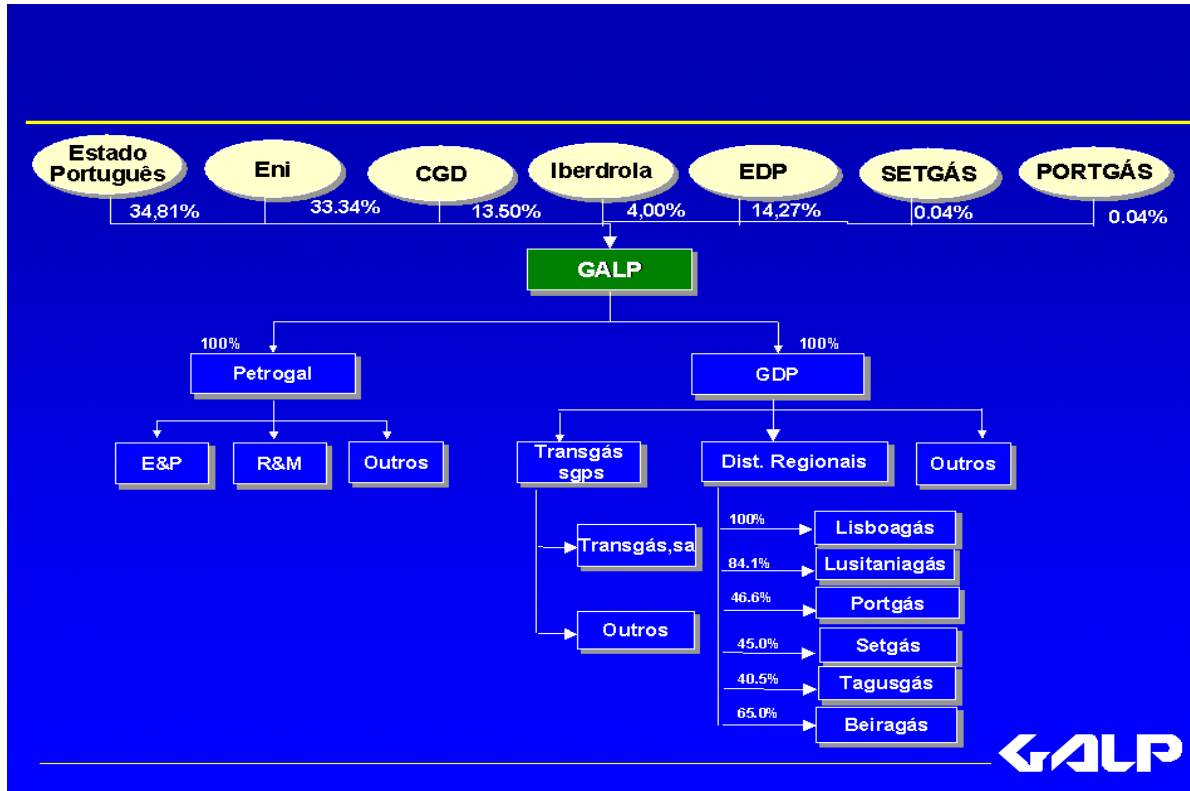 Estado
Português
Eni
CGD
Iberdrola
EDP
SETGÁS
PORTGÁS
34,81%
33.34%
13.50%
4,00%
14,27%
0.04%
0.04%
GALP
100%
100%
Petrogal
GDP
E&P
R&M
Outros
Transgás
sgps
Dist. Regionais
Outros
Transgás,sa
Outros
100%
Lisboagás
84.1%
Lusitaniagás
46.6%
Portgás
45.0%
Setgás
40.5%
Tagusgás
65.0%
Beiragás
GALP